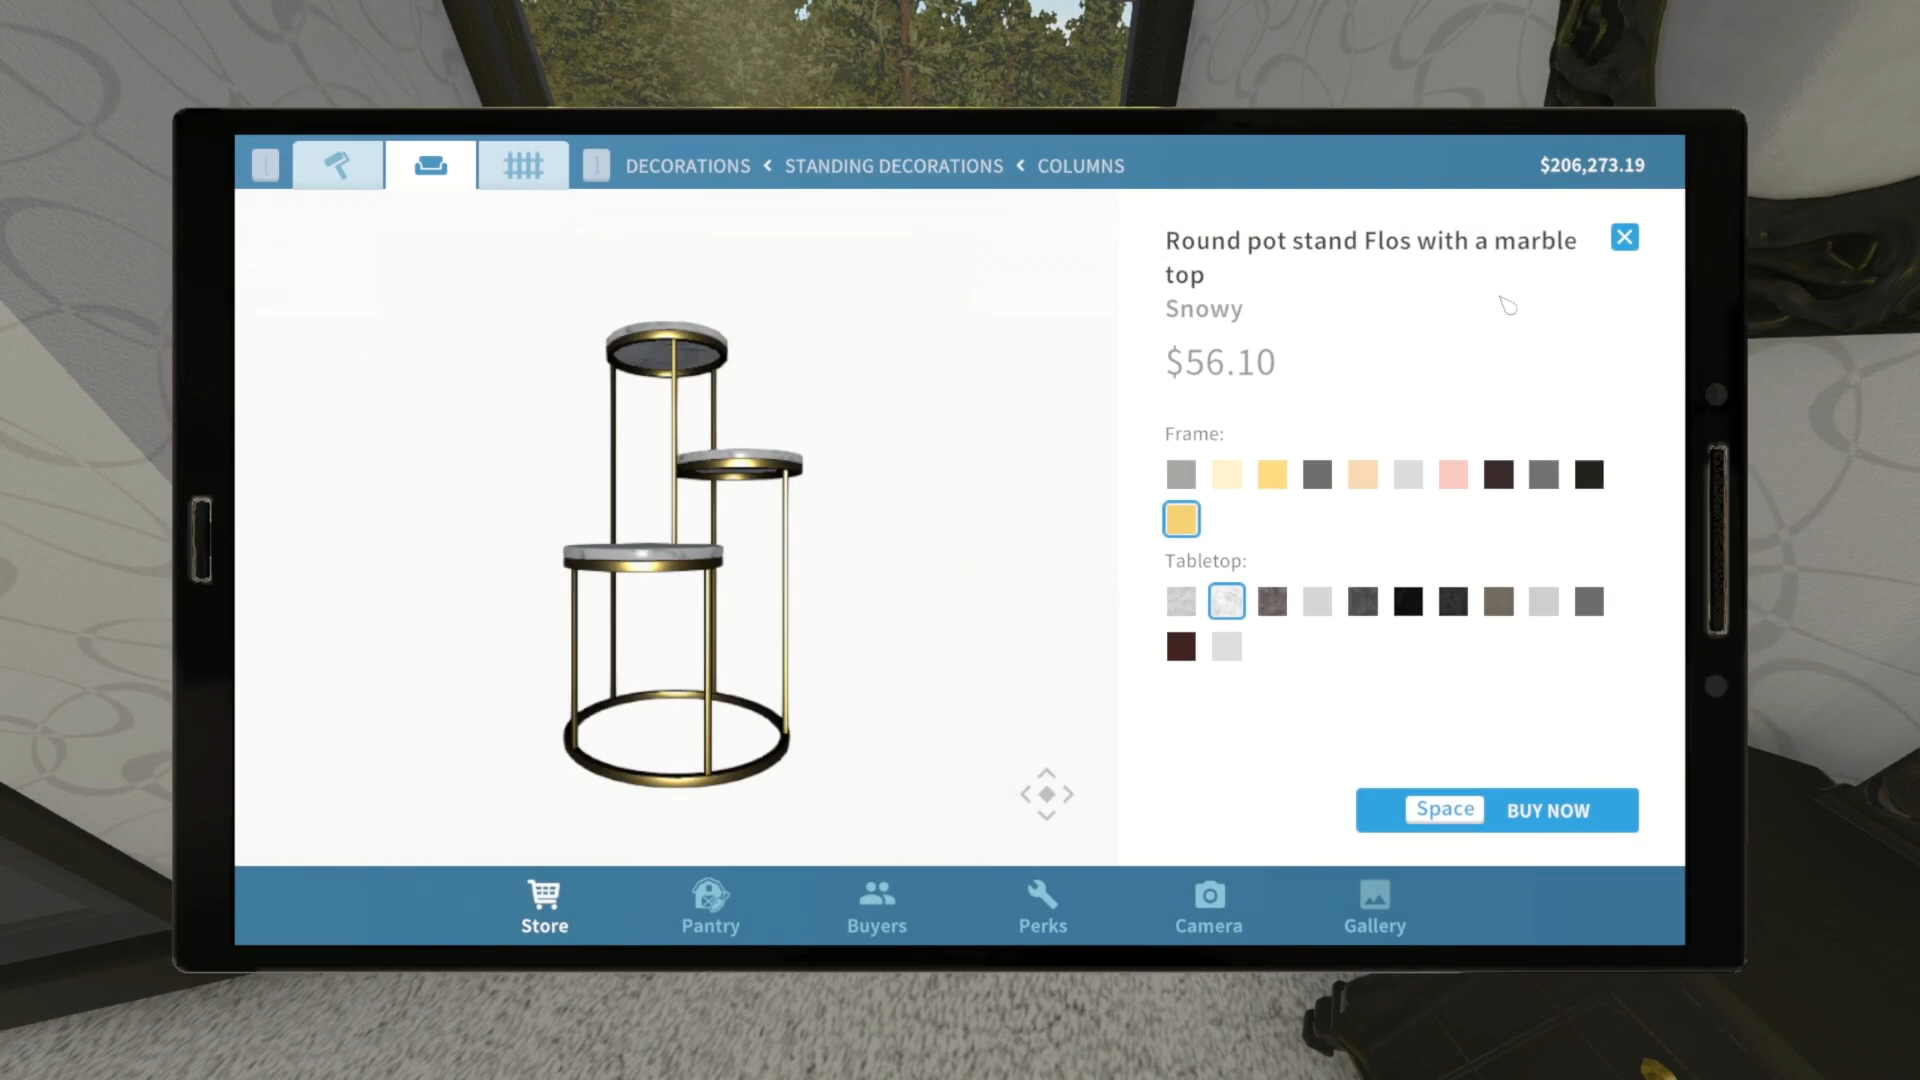 DECORATIONS < STANDING DECORATIONS < COLUMNS
$206,273.19
Round pot stand Flos with a marble
top
Snowy
$56.10
Frame:
Tabletop:
Space BUY NOW
Store
Pantry
Buyers
Perks
Camera
Gallery